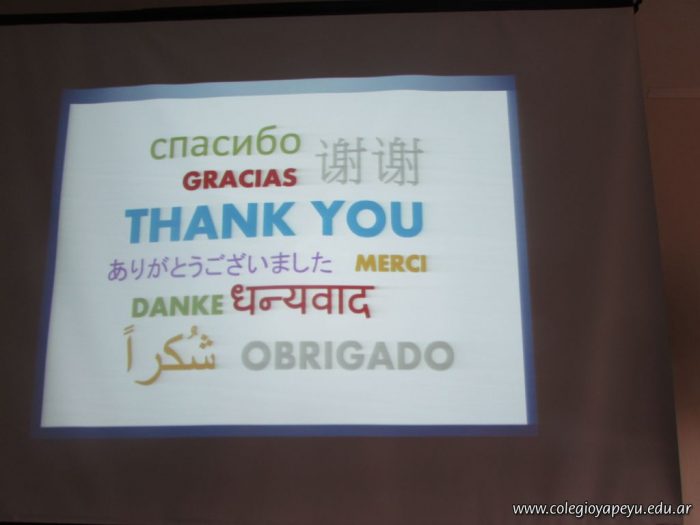 спасибо 谢谢
GRACIAS
THANK YOU
ありがとうございました MERCI
DANKE धन्यवाद
شُكراً OBRIGADO
www.colegioyapeyu.edu.ar